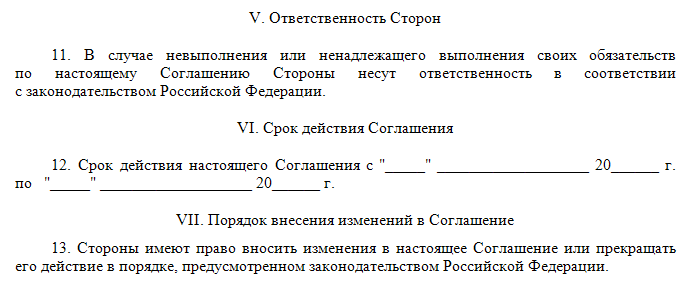 V. Ответственность Сторон
11. В случае невыполнения или ненадлежащего выполнения своих обязательств
по настоящему Соглашению Стороны несут ответственность в соответствии
с законодательством Российской Федерации.
VI. Срок действия Соглашения
12. Срок действия настоящего Соглашения с "_____" ___________________ 20______ г.
по "_____" ___________________ 20______ г.
VII. Порядок внесения изменений в Соглашение
13. Стороны имеют право вносить изменения в настоящее Соглашение или прекращать
его действие в порядке, предусмотренном законодательством Российской Федерации.